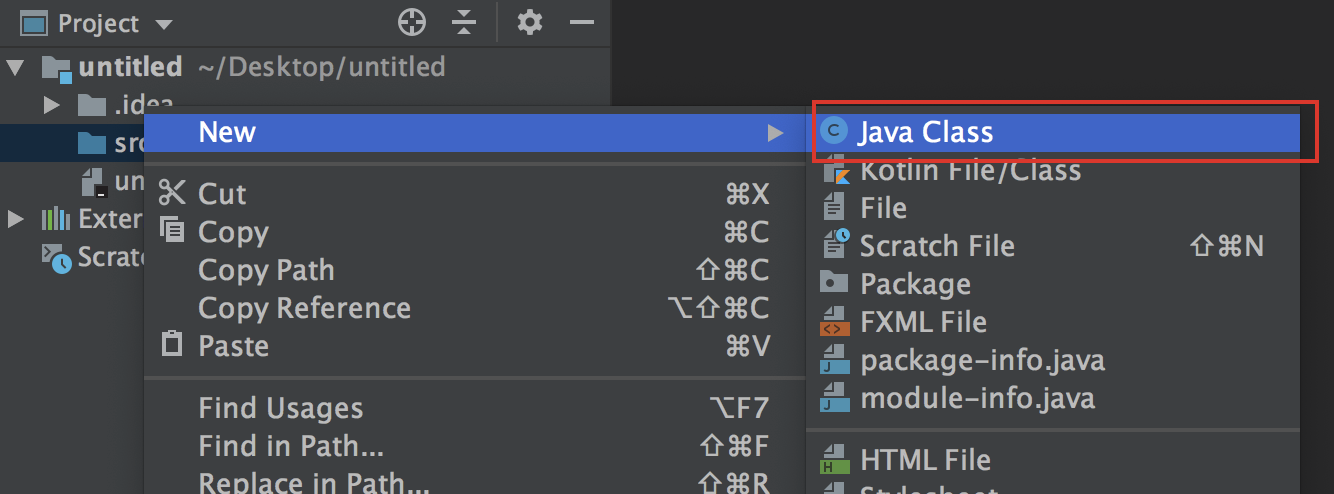 Project
untitled ~/Desktop/untitled
.idea
src
un
Exter
Scrat
New
Cut ⌘X
Copy ⌘C
Copy Path ⇧⌘C
Copy Reference ⌥⇧⌘C
Paste ⌘V
Find Usages ⌥F7
Find in Path... ⇧⌘F
Replace in Path... ⇧⌘R
Java Class
Kotlin File/Class
File
Scratch File ⇧⌘N
Package
FXML File
package-info.java
module-info.java
HTML File
Stylesheet